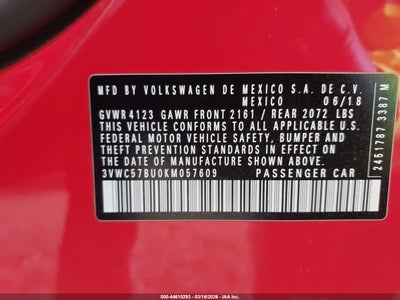 MFD BY VOLKSWAGEN DE MEXICO S.A. DE C.V.
MEXICO 06/18
GVWR 4123 GAWR FRONT 2161 / REAR 2072 LBS
THIS VEHICLE CONFORMS TO ALL APPLICABLE U.S.
FEDERAL MOTOR VEHICLE SAFETY, BUMPER AND
THEFT PREVENTION STANDARDS IN EFFECT ON THE
DATE OF MANUFACTURE SHOWN ABOVE
3VWC57BU0KM057609 PASSENGER CAR
2451787 3387M
000-44610293 - 03/16/2026 - IAA Inc.